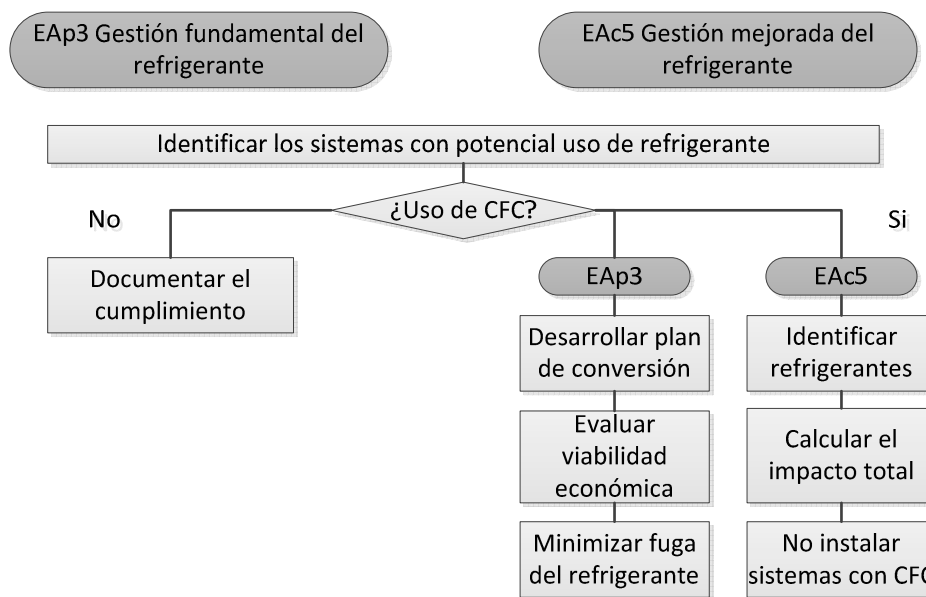 EAp3 Gestión fundamental del
refrigerante
EAc5 Gestión mejorada del
refrigerante
Identificar los sistemas con potencial uso de refrigerante
¿Uso de CFC?
No
Si
Documentar el
cumplimiento
EAp3
Desarrollar plan
de conversión
Evaluar
viabilidad
económica
Minimizar fuga
del refrigerante
EAc5
Identificar
refrigerantes
Calcular el
impacto total
No instalar
sistemas con CFC